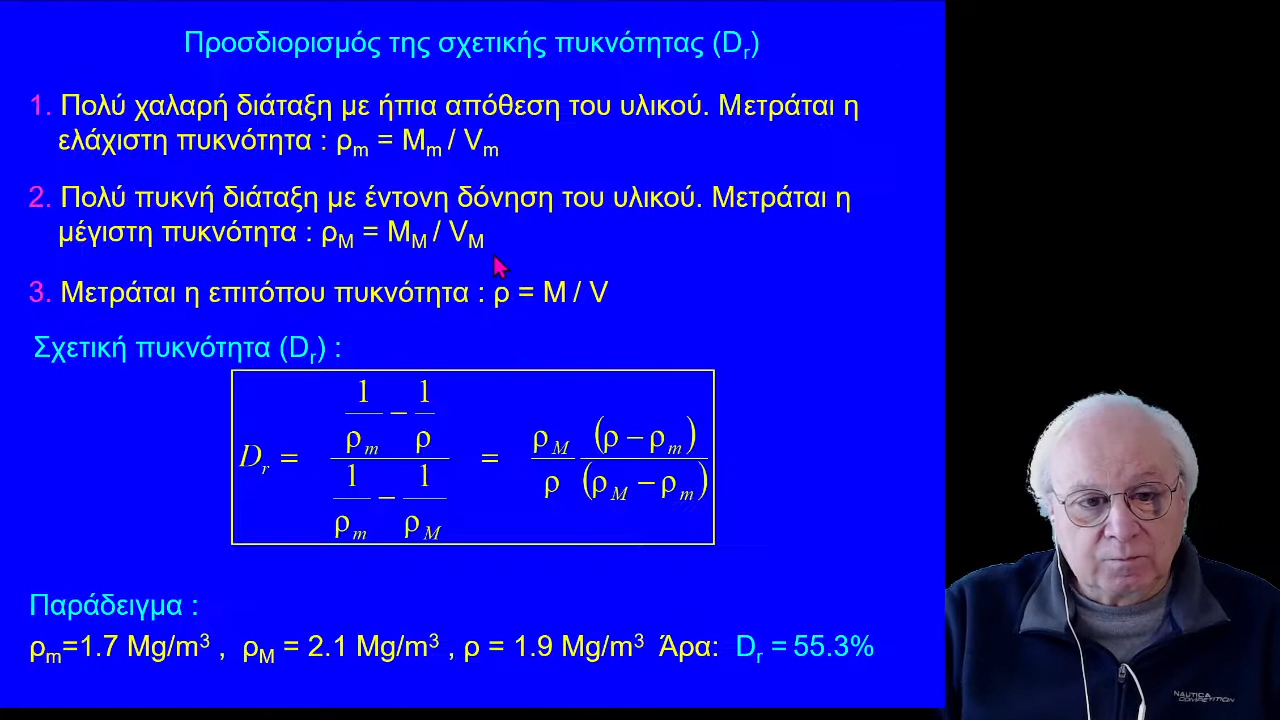 Προσδιορισμός της σχετικής πυκνότητας (Dr)
1. Πολύ χαλαρή διάταξη με ήπια απόθεση του υλικού. Μετράται η
ελάχιστη πυκνότητα : ρm = Mm / Vm
2. Πολύ πυκνή διάταξη με έντονη δόνηση του υλικού. Μετράται η
μέγιστη πυκνότητα : ρM = MM / VM
3. Μετράται η επιτόπου πυκνότητα : ρ = M / V
Σχετική πυκνότητα (Dr) :
Dr = (1/ρm − 1/ρ) / (1/ρm − 1/ρM) = ρM/ρ (ρ − ρm)/(ρM − ρm)
Παράδειγμα :
ρm=1.7 Mg/m³ , ρM = 2.1 Mg/m³ , ρ = 1.9 Mg/m³ Άρα: Dr = 55.3%
NAUTICA
COMPETITION